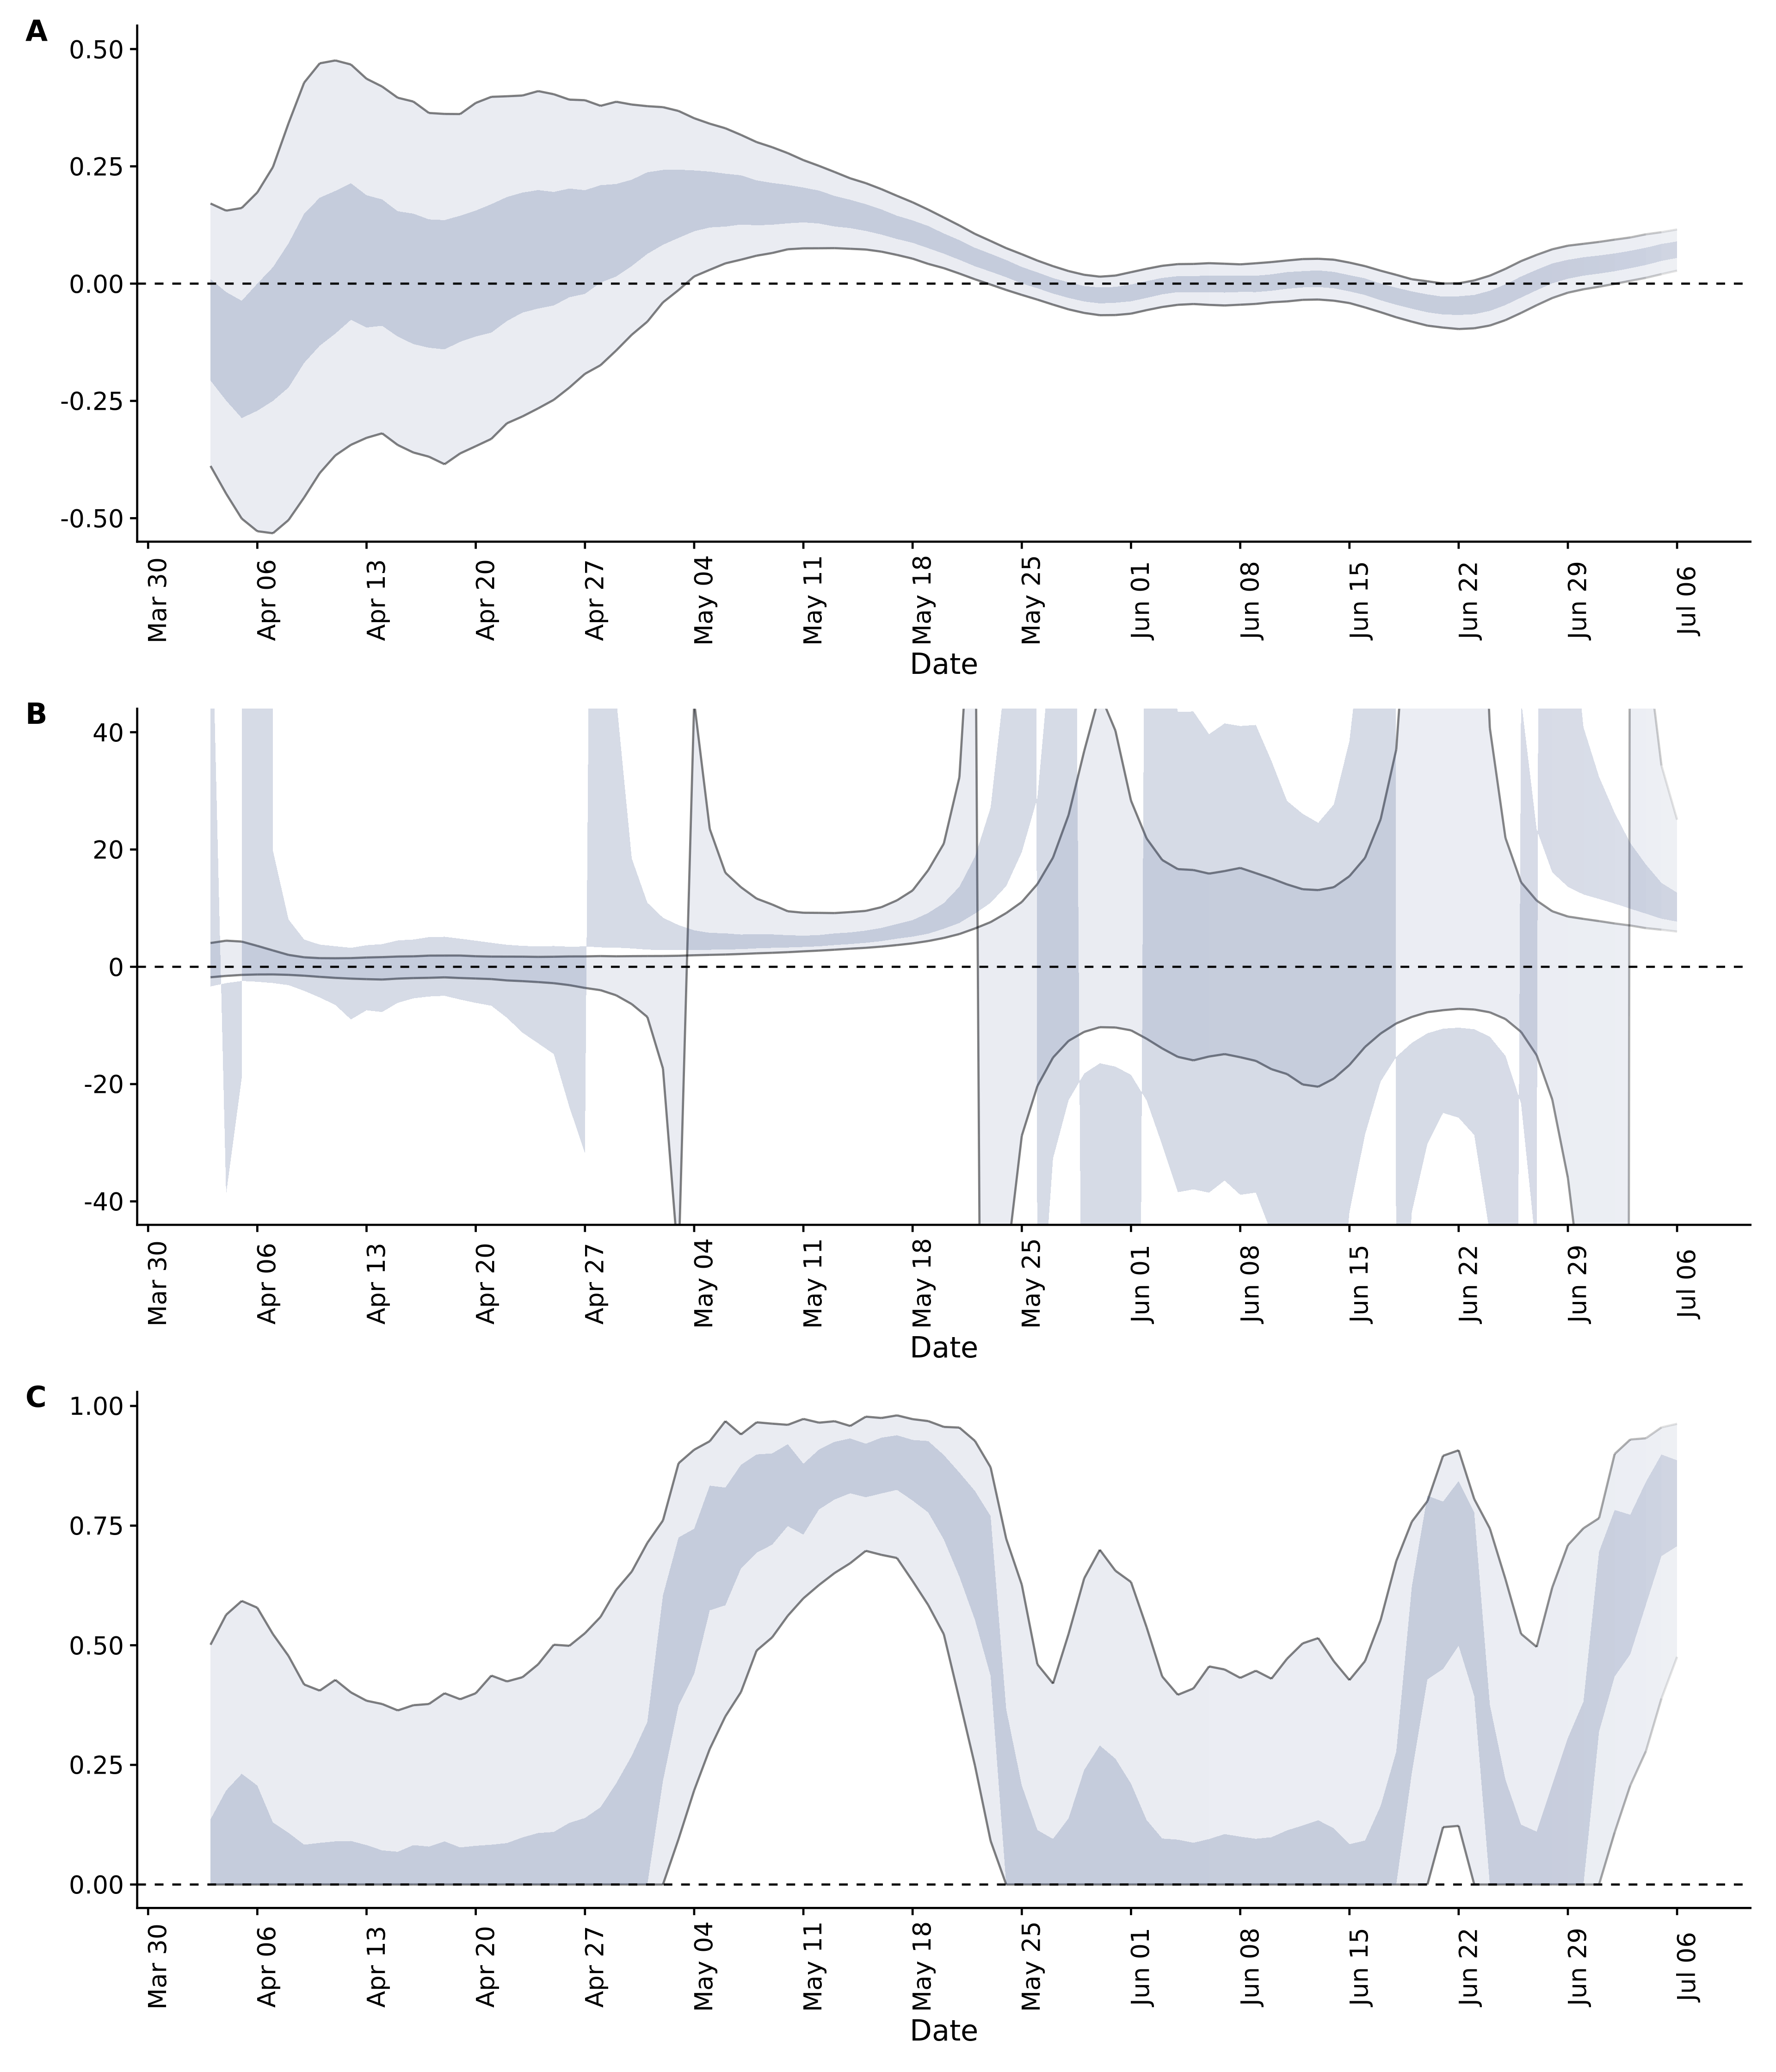 A
0.50
0.25
0.00
-0.25
-0.50
Mar 30
Apr 06
Apr 13
Apr 20
Apr 27
May 04
May 11
May 18
May 25
Jun 01
Jun 08
Jun 15
Jun 22
Jun 29
Jul 06
Date
B
40
20
0
-20
-40
Mar 30
Apr 06
Apr 13
Apr 20
Apr 27
May 04
May 11
May 18
May 25
Jun 01
Jun 08
Jun 15
Jun 22
Jun 29
Jul 06
Date
C
1.00
0.75
0.50
0.25
0.00
Mar 30
Apr 06
Apr 13
Apr 20
Apr 27
May 04
May 11
May 18
May 25
Jun 01
Jun 08
Jun 15
Jun 22
Jun 29
Jul 06
Date